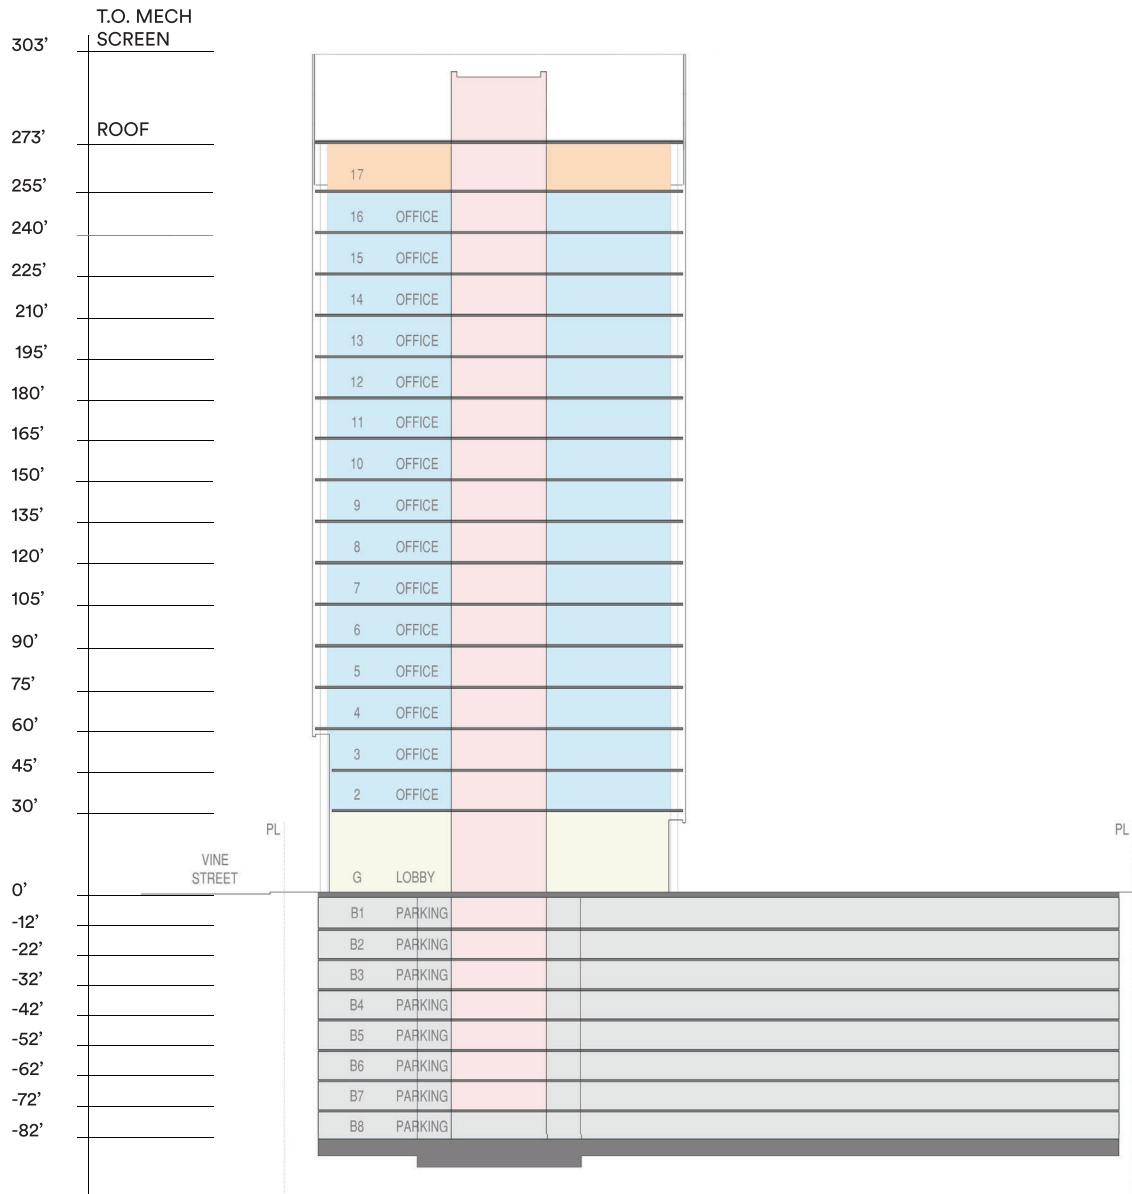 T.O. MECH
SCREEN
303’
ROOF
273’
17
255’
16 OFFICE
240’
15 OFFICE
225’
14 OFFICE
210’
13 OFFICE
195’
12 OFFICE
180’
11 OFFICE
165’
10 OFFICE
150’
9 OFFICE
135’
8 OFFICE
120’
7 OFFICE
105’
6 OFFICE
90’
5 OFFICE
75’
4 OFFICE
60’
3 OFFICE
45’
2 OFFICE
30’
PL
PL
VINE
STREET
G LOBBY
0’
B1 PARKING
-12’
B2 PARKING
-22’
B3 PARKING
-32’
B4 PARKING
-42’
B5 PARKING
-52’
B6 PARKING
-62’
B7 PARKING
-72’
B8 PARKING
-82’